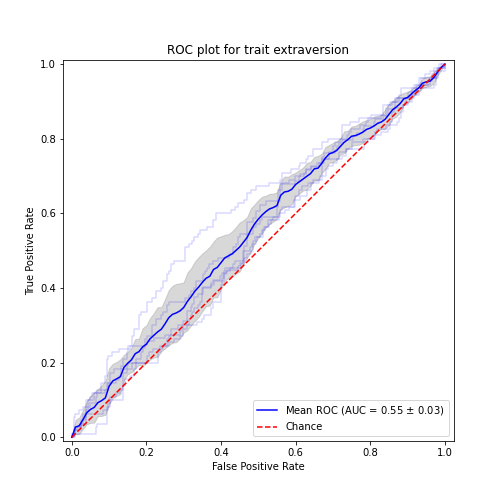 ROC plot for trait extraversion
1.0
0.8
0.6
0.4
0.2
0.0
True Positive Rate
0.0 0.2 0.4 0.6 0.8 1.0
False Positive Rate
Mean ROC (AUC = 0.55 ± 0.03)
Chance